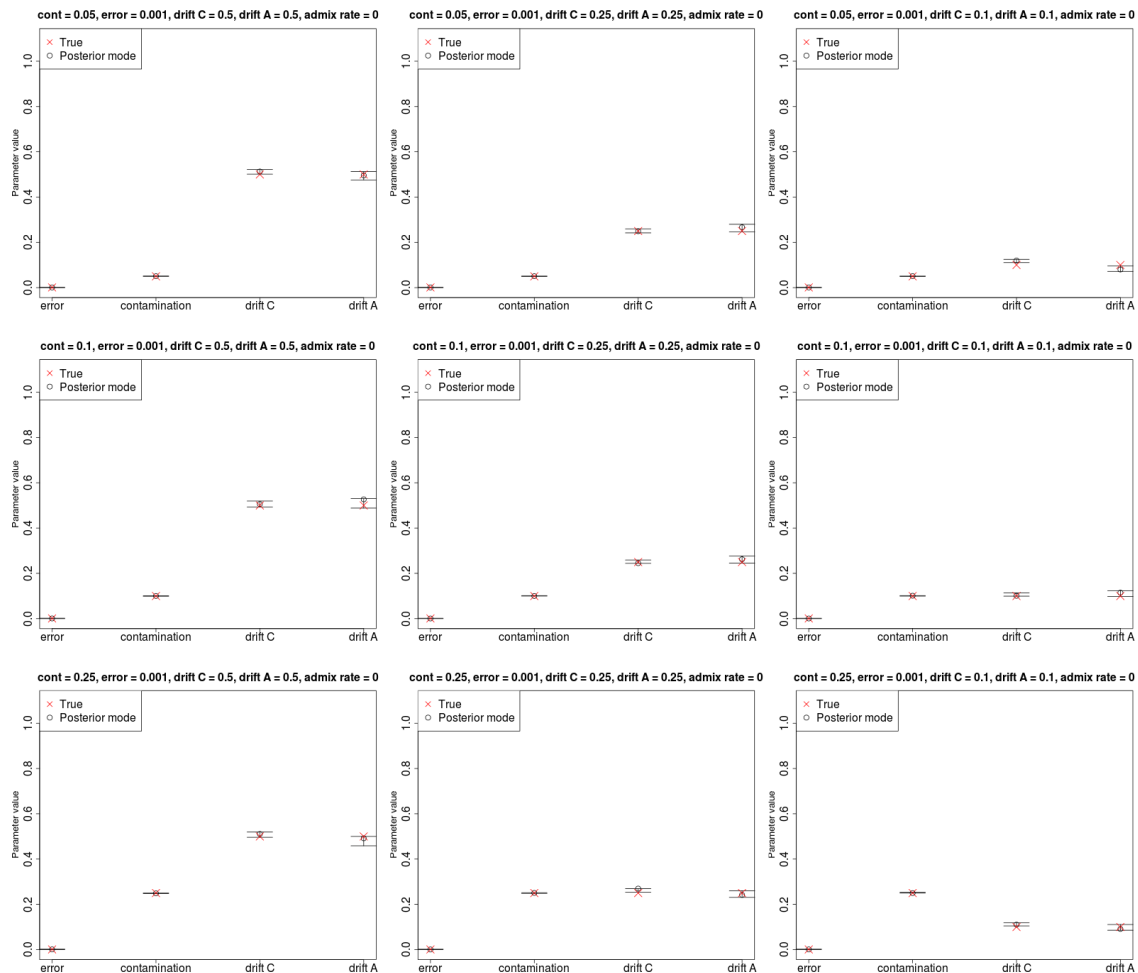 cont = 0.05, error = 0.001, drift C = 0.5, drift A = 0.5, admix rate = 0
× True
○ Posterior mode
Parameter value
0.0 0.2 0.4 0.6 0.8 1.0
error contamination drift C drift A
cont = 0.05, error = 0.001, drift C = 0.25, drift A = 0.25, admix rate = 0
× True
○ Posterior mode
Parameter value
0.0 0.2 0.4 0.6 0.8 1.0
error contamination drift C drift A
cont = 0.05, error = 0.001, drift C = 0.1, drift A = 0.1, admix rate = 0
× True
○ Posterior mode
Parameter value
0.0 0.2 0.4 0.6 0.8 1.0
error contamination drift C drift A
cont = 0.1, error = 0.001, drift C = 0.5, drift A = 0.5, admix rate = 0
× True
○ Posterior mode
Parameter value
0.0 0.2 0.4 0.6 0.8 1.0
error contamination drift C drift A
cont = 0.1, error = 0.001, drift C = 0.25, drift A = 0.25, admix rate = 0
× True
○ Posterior mode
Parameter value
0.0 0.2 0.4 0.6 0.8 1.0
error contamination drift C drift A
cont = 0.1, error = 0.001, drift C = 0.1, drift A = 0.1, admix rate = 0
× True
○ Posterior mode
Parameter value
0.0 0.2 0.4 0.6 0.8 1.0
error contamination drift C drift A
cont = 0.25, error = 0.001, drift C = 0.5, drift A = 0.5, admix rate = 0
× True
○ Posterior mode
Parameter value
0.0 0.2 0.4 0.6 0.8 1.0
error contamination drift C drift A
cont = 0.25, error = 0.001, drift C = 0.25, drift A = 0.25, admix rate = 0
× True
○ Posterior mode
Parameter value
0.0 0.2 0.4 0.6 0.8 1.0
error contamination drift C drift A
cont = 0.25, error = 0.001, drift C = 0.1, drift A = 0.1, admix rate = 0
× True
○ Posterior mode
Parameter value
0.0 0.2 0.4 0.6 0.8 1.0
error contamination drift C drift A